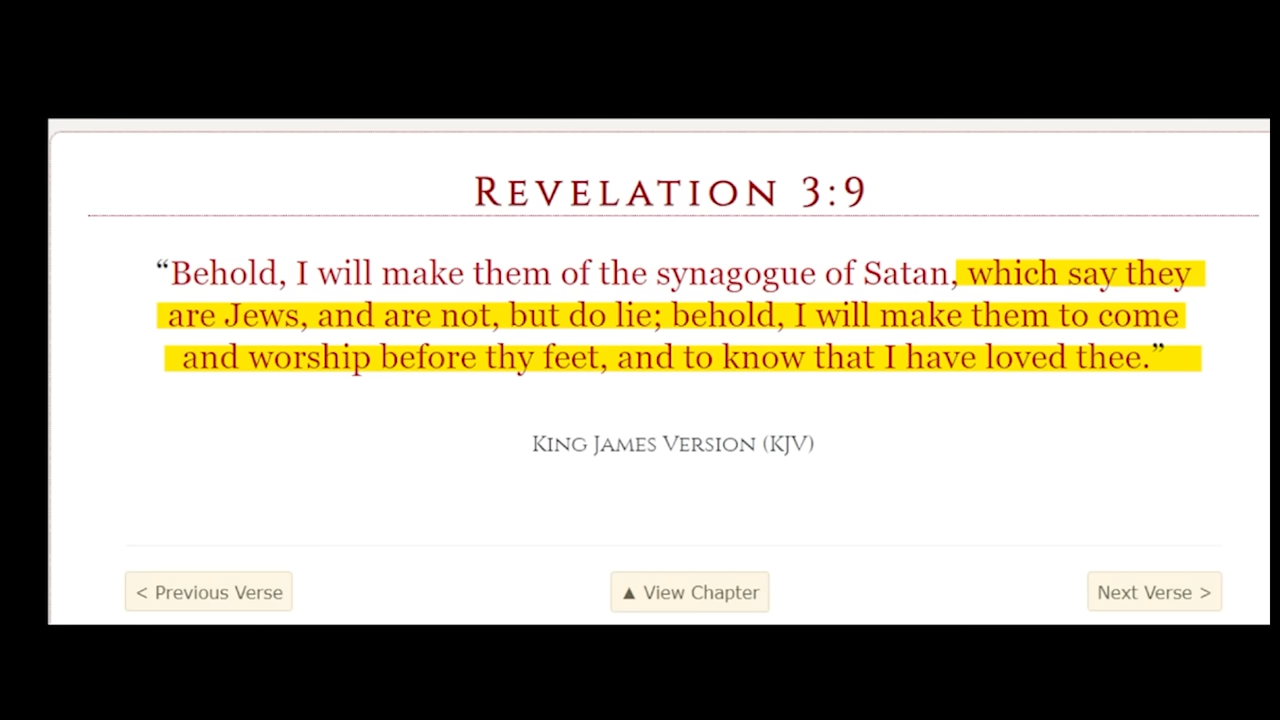 REVELATION 3:9
“Behold, I will make them of the synagogue of Satan, which say they
are Jews, and are not, but do lie; behold, I will make them to come
and worship before thy feet, and to know that I have loved thee.”
KING JAMES VERSION (KJV)
< Previous Verse
▲ View Chapter
Next Verse >